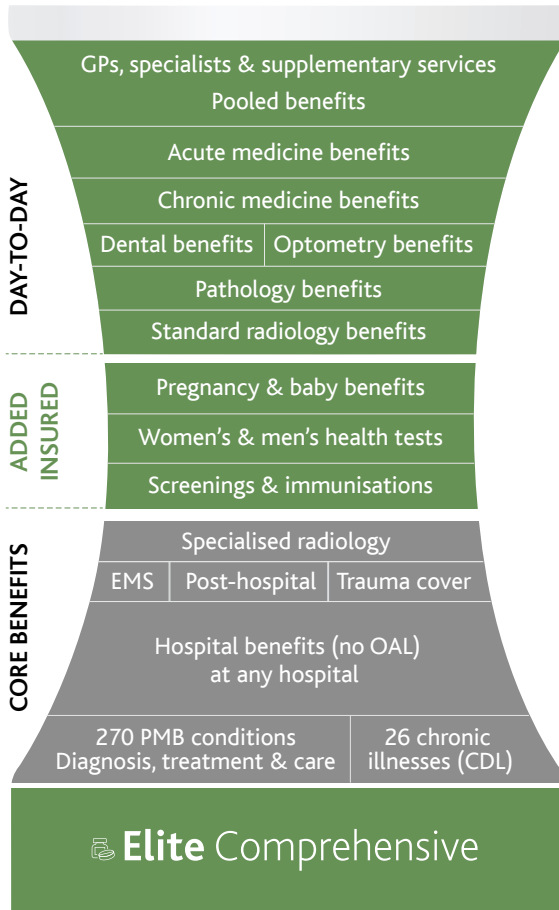 GPs, specialists & supplementary services
Pooled benefits
Acute medicine benefits
Chronic medicine benefits
Dental benefits
Optometry benefits
Pathology benefits
Standard radiology benefits
DAY-TO-DAY
Pregnancy & baby benefits
Women’s & men’s health tests
Screenings & immunisations
ADDED
INSURED
Specialised radiology
EMS
Post-hospital
Trauma cover
Hospital benefits (no OAL)
at any hospital
270 PMB conditions
Diagnosis, treatment & care
26 chronic
illnesses (CDL)
CORE BENEFITS
Elite Comprehensive